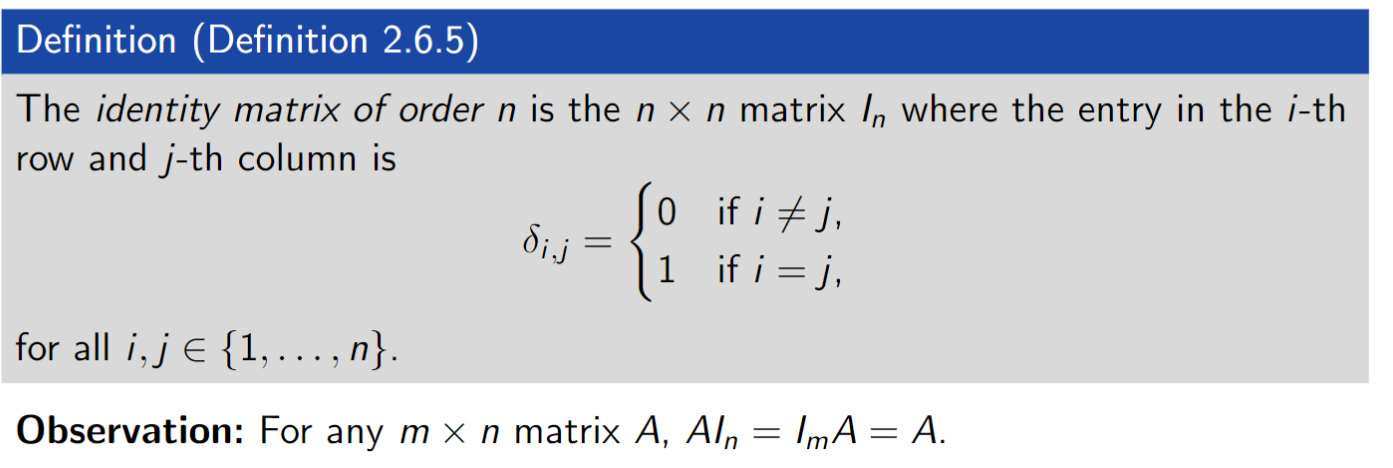 Definition (Definition 2.6.5)
The identity matrix of order n is the n × n matrix Iₙ where the entry in the i-th
row and j-th column is
δᵢ,ⱼ = { 0 if i ≠ j,
1 if i = j,
for all i, j ∈ {1, . . . , n}.
Observation: For any m × n matrix A, AIₙ = IₘA = A.